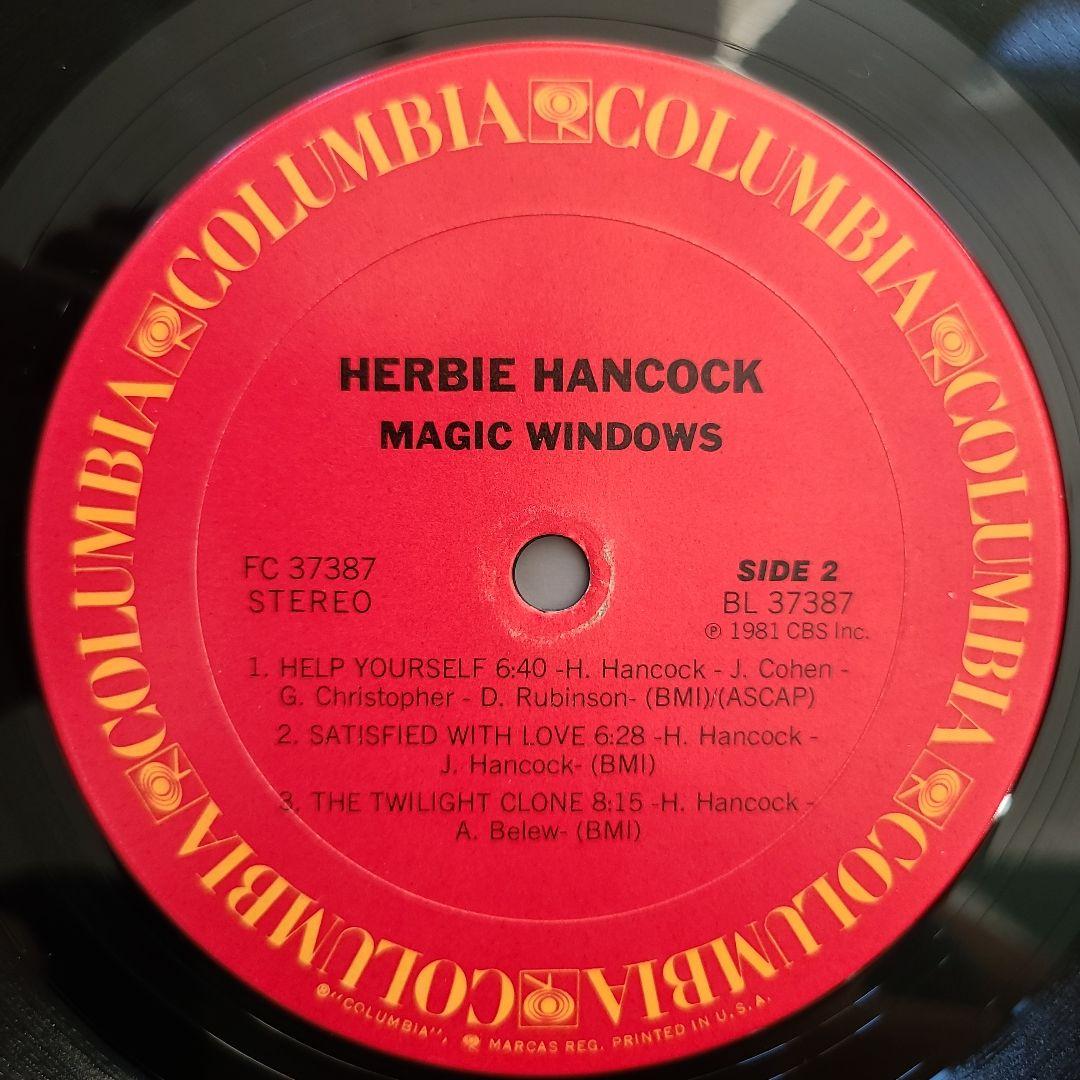 COLUMBIA COLUMBIA COLUMBIA COLUMBIA COLUMBIA COLUMBIA COLUMBIA COLUMBIA
HERBIE HANCOCK
MAGIC WINDOWS
FC 37387
STEREO
SIDE 2
BL 37387
℗ 1981 CBS Inc.
1. HELP YOURSELF 6:40 -H. Hancock - J. Cohen -
G. Christopher - D. Rubinson- (BMI)/(ASCAP)
2. SATISFIED WITH LOVE 6:28 -H. Hancock -
J. Hancock- (BMI)
3. THE TWILIGHT CLONE 8:15 -H. Hancock -
A. Belew- (BMI)
®"COLUMBIA", MARCAS REG. PRINTED IN U.S.A.